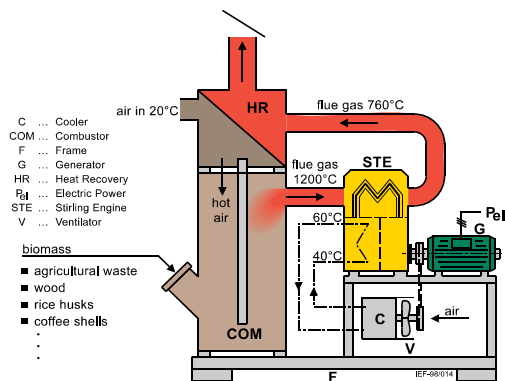 HR
air in 20°C
flue gas 760°C
C ... Cooler
COM ... Combustor
F ... Frame
G ... Generator
HR ... Heat Recovery
Pel ... Electric Power
STE ... Stirling Engine
V ... Ventilator
STE
flue gas
1200°C
hot
air
60°C
Pel
G
40°C
biomass
■ agricultural waste
■ wood
■ rice husks
■ coffee shells
.
.
.
C
air
COM
V
IEF-98/014
F